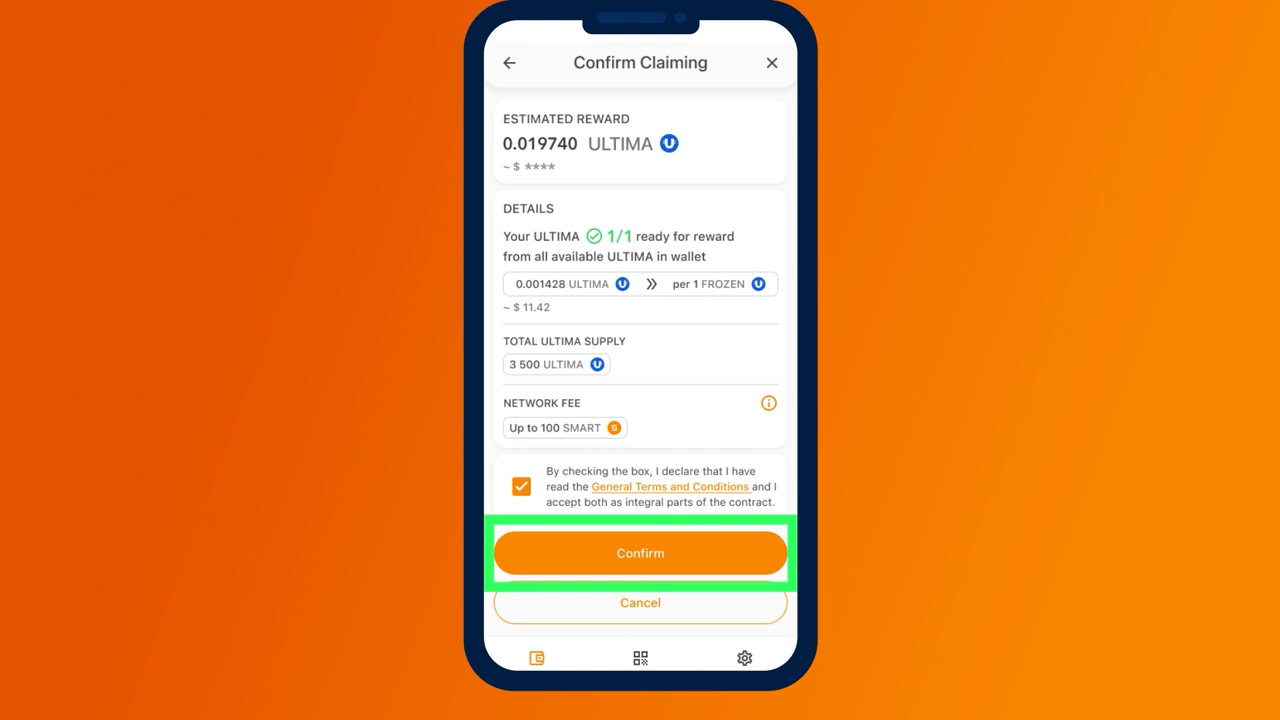 Confirm Claiming
ESTIMATED REWARD
0.019740 ULTIMA
~ $ ****
DETAILS
Your ULTIMA 1/1 ready for reward
from all available ULTIMA in wallet
0.001428 ULTIMA » per 1 FROZEN
~ $ 11.42
TOTAL ULTIMA SUPPLY
3 500 ULTIMA
NETWORK FEE
Up to 100 SMART
By checking the box, I declare that I have
read the General Terms and Conditions and I
accept both as integral parts of the contract.
Confirm
Cancel